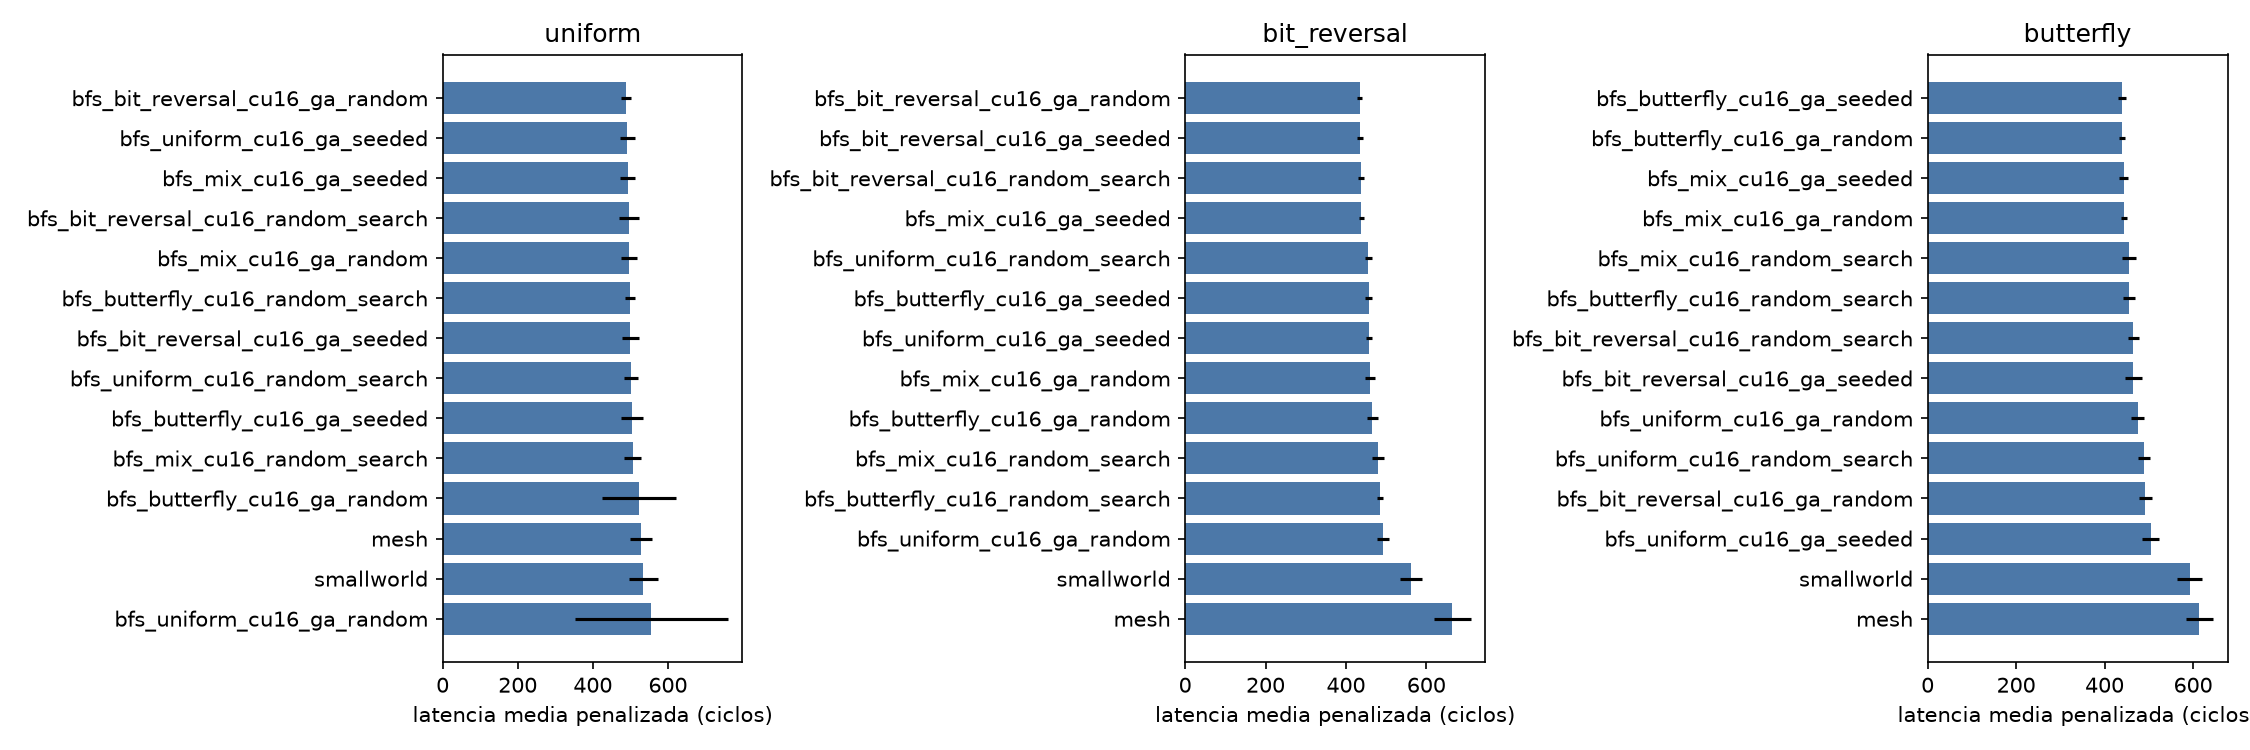 uniform
bfs_bit_reversal_cu16_ga_random
bfs_uniform_cu16_ga_seeded
bfs_mix_cu16_ga_seeded
bfs_bit_reversal_cu16_random_search
bfs_mix_cu16_ga_random
bfs_butterfly_cu16_random_search
bfs_bit_reversal_cu16_ga_seeded
bfs_uniform_cu16_random_search
bfs_butterfly_cu16_ga_seeded
bfs_mix_cu16_random_search
bfs_butterfly_cu16_ga_random
mesh
smallworld
bfs_uniform_cu16_ga_random
0 200 400 600
latencia media penalizada (ciclos)
bit_reversal
bfs_bit_reversal_cu16_ga_random
bfs_bit_reversal_cu16_ga_seeded
bfs_bit_reversal_cu16_random_search
bfs_mix_cu16_ga_seeded
bfs_uniform_cu16_random_search
bfs_butterfly_cu16_ga_seeded
bfs_uniform_cu16_ga_seeded
bfs_mix_cu16_ga_random
bfs_butterfly_cu16_ga_random
bfs_mix_cu16_random_search
bfs_butterfly_cu16_random_search
bfs_uniform_cu16_ga_random
smallworld
mesh
0 200 400 600
latencia media penalizada (ciclos)
butterfly
bfs_butterfly_cu16_ga_seeded
bfs_butterfly_cu16_ga_random
bfs_mix_cu16_ga_seeded
bfs_mix_cu16_ga_random
bfs_mix_cu16_random_search
bfs_butterfly_cu16_random_search
bfs_bit_reversal_cu16_random_search
bfs_bit_reversal_cu16_ga_seeded
bfs_uniform_cu16_ga_random
bfs_uniform_cu16_random_search
bfs_bit_reversal_cu16_ga_random
bfs_uniform_cu16_ga_seeded
smallworld
mesh
0 200 400 600
latencia media penalizada (ciclos